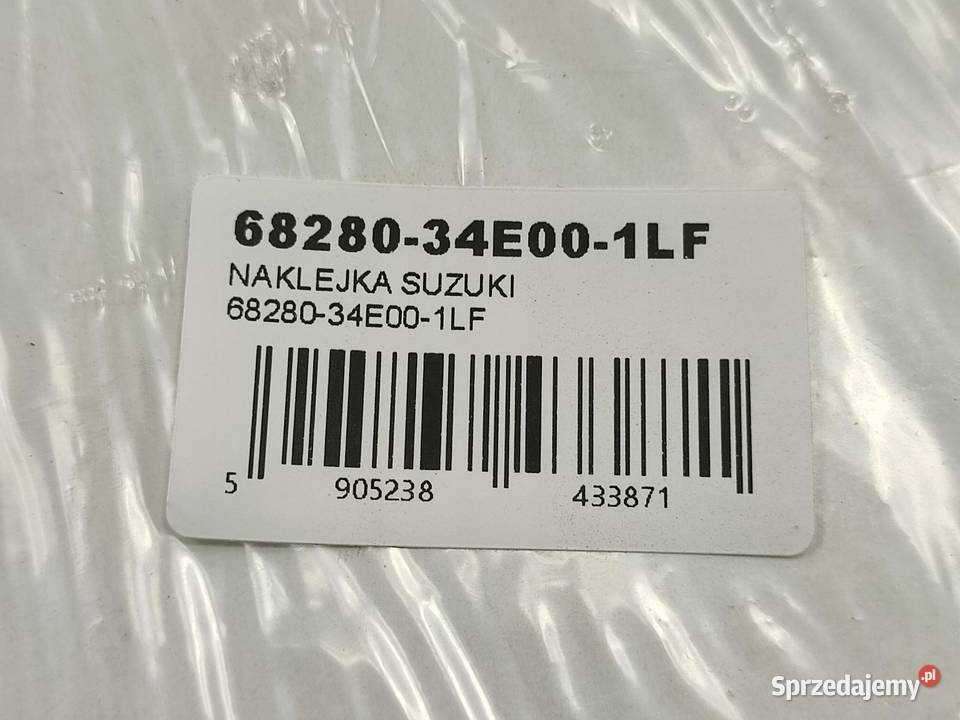 68280-34E00-1LF
NAKLEJKA SUZUKI
68280-34E00-1LF
5 905238 433871
Sprzedajemy.pl